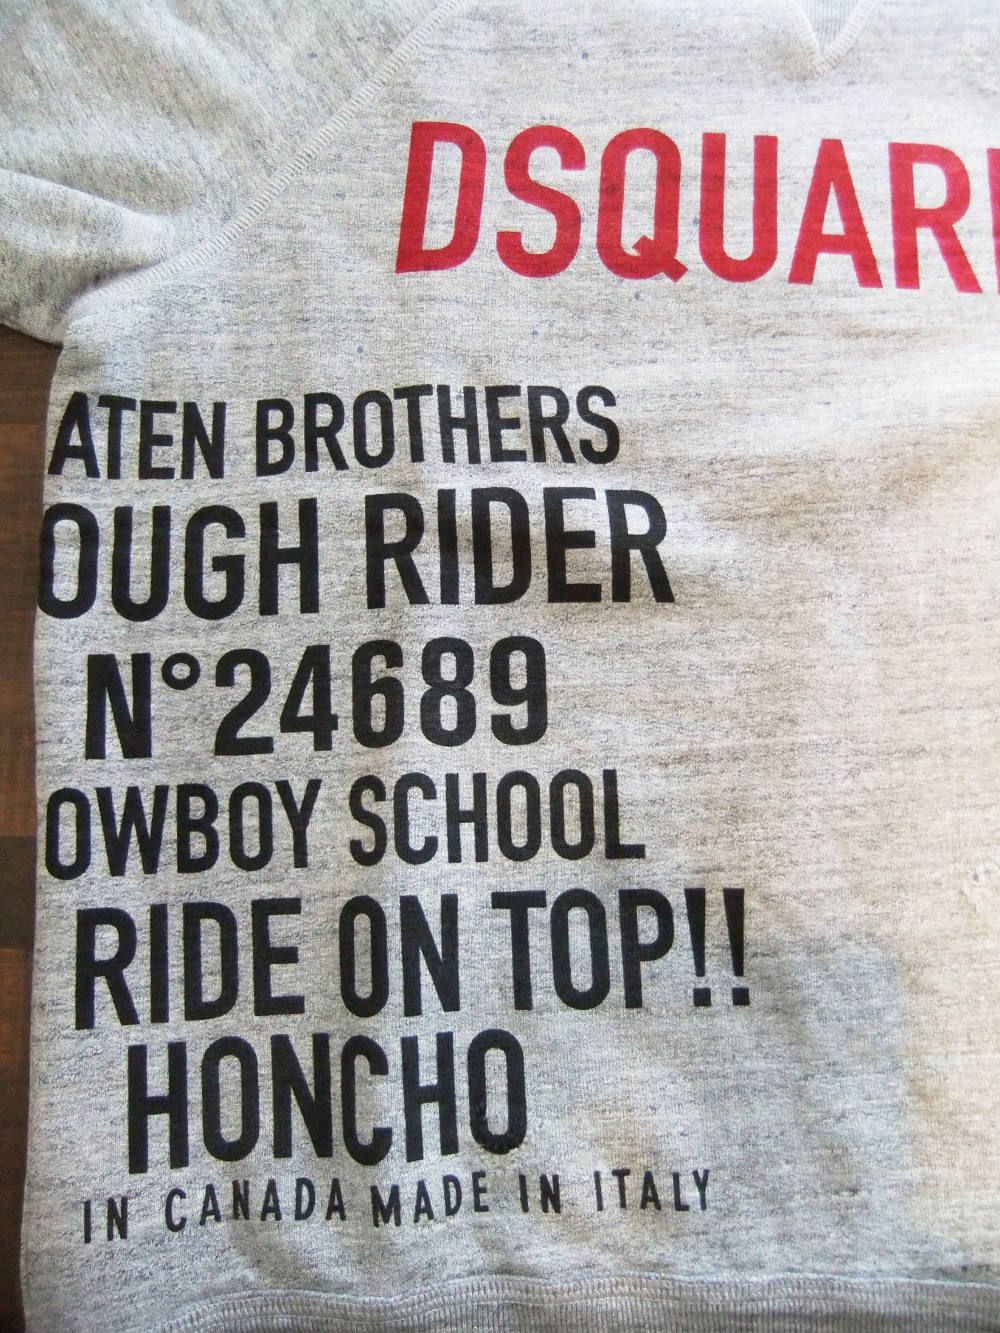 DSQUAR
ATEN BROTHERS
OUGH RIDER
N°24689
OWBOY SCHOOL
RIDE ON TOP!!
HONCHO
IN CANADA MADE IN ITALY